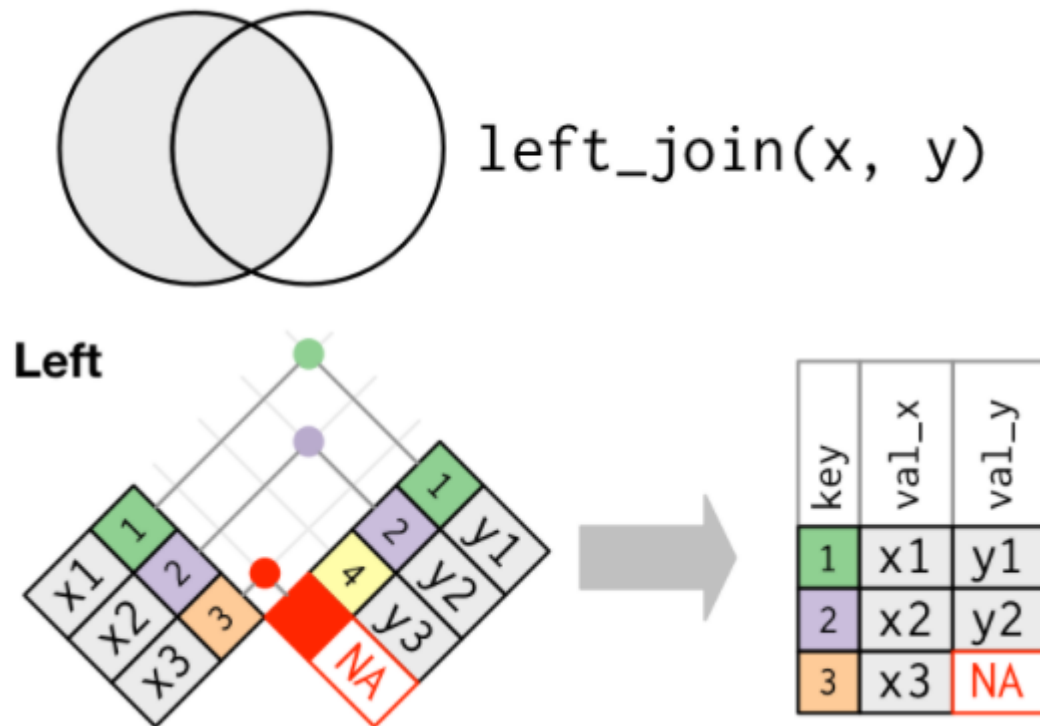 left_join(x, y)
Left
1 x1
2 x2
3 x3
1 y1
2 y2
4 y3
NA
key val_x val_y
1 x1 y1
2 x2 y2
3 x3 NA